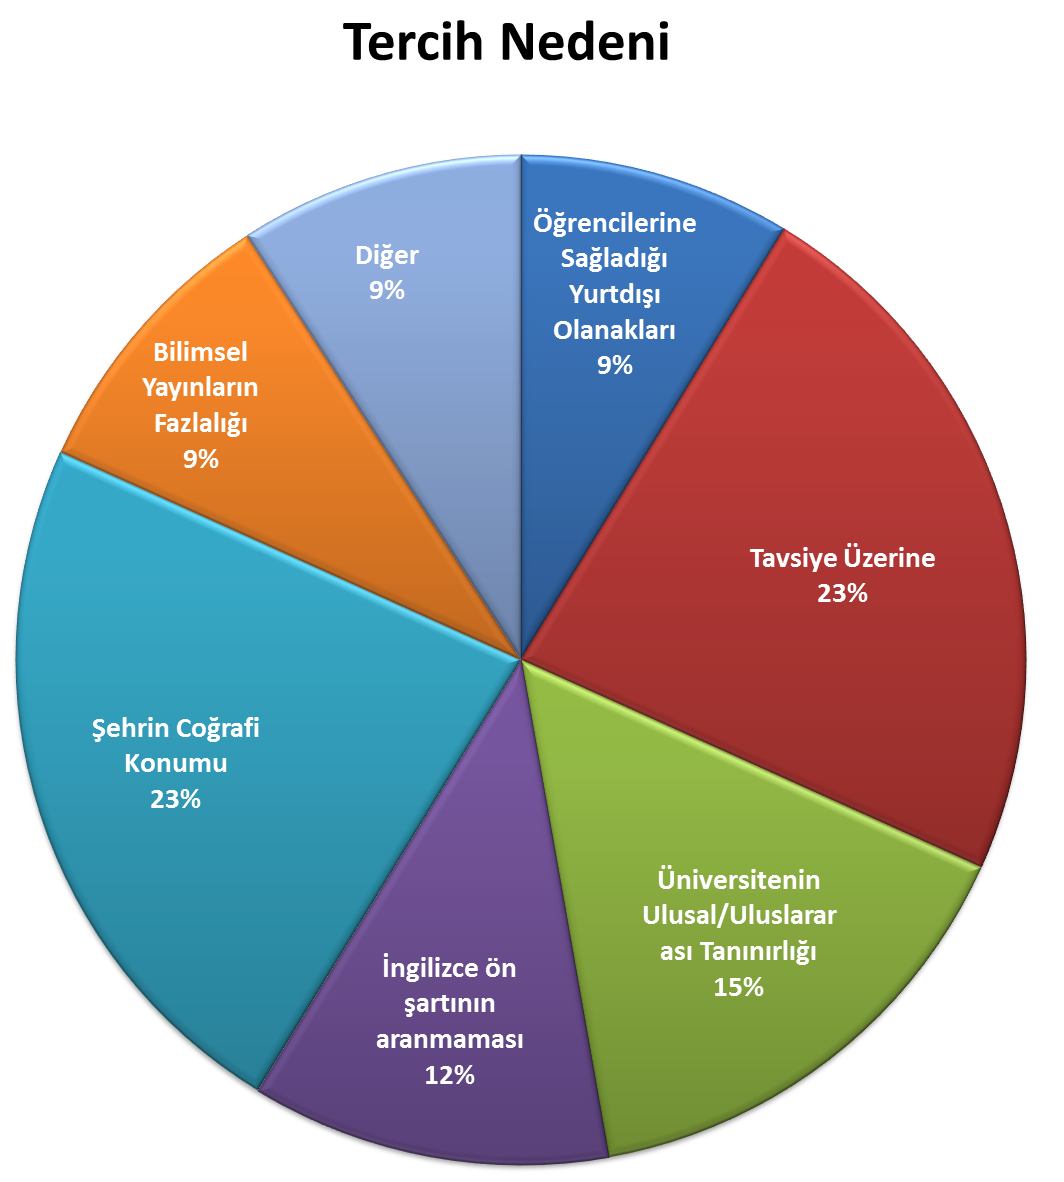 Tercih Nedeni
Öğrencilerine
Sağladığı
Yurtdışı
Olanakları
9%
Tavsiye Üzerine
23%
Üniversitenin
Ulusal/Uluslarar
ası Tanınırlığı
15%
İngilizce ön
şartının
aranmaması
12%
Şehrin Coğrafi
Konumu
23%
Bilimsel
Yayınların
Fazlalığı
9%
Diğer
9%